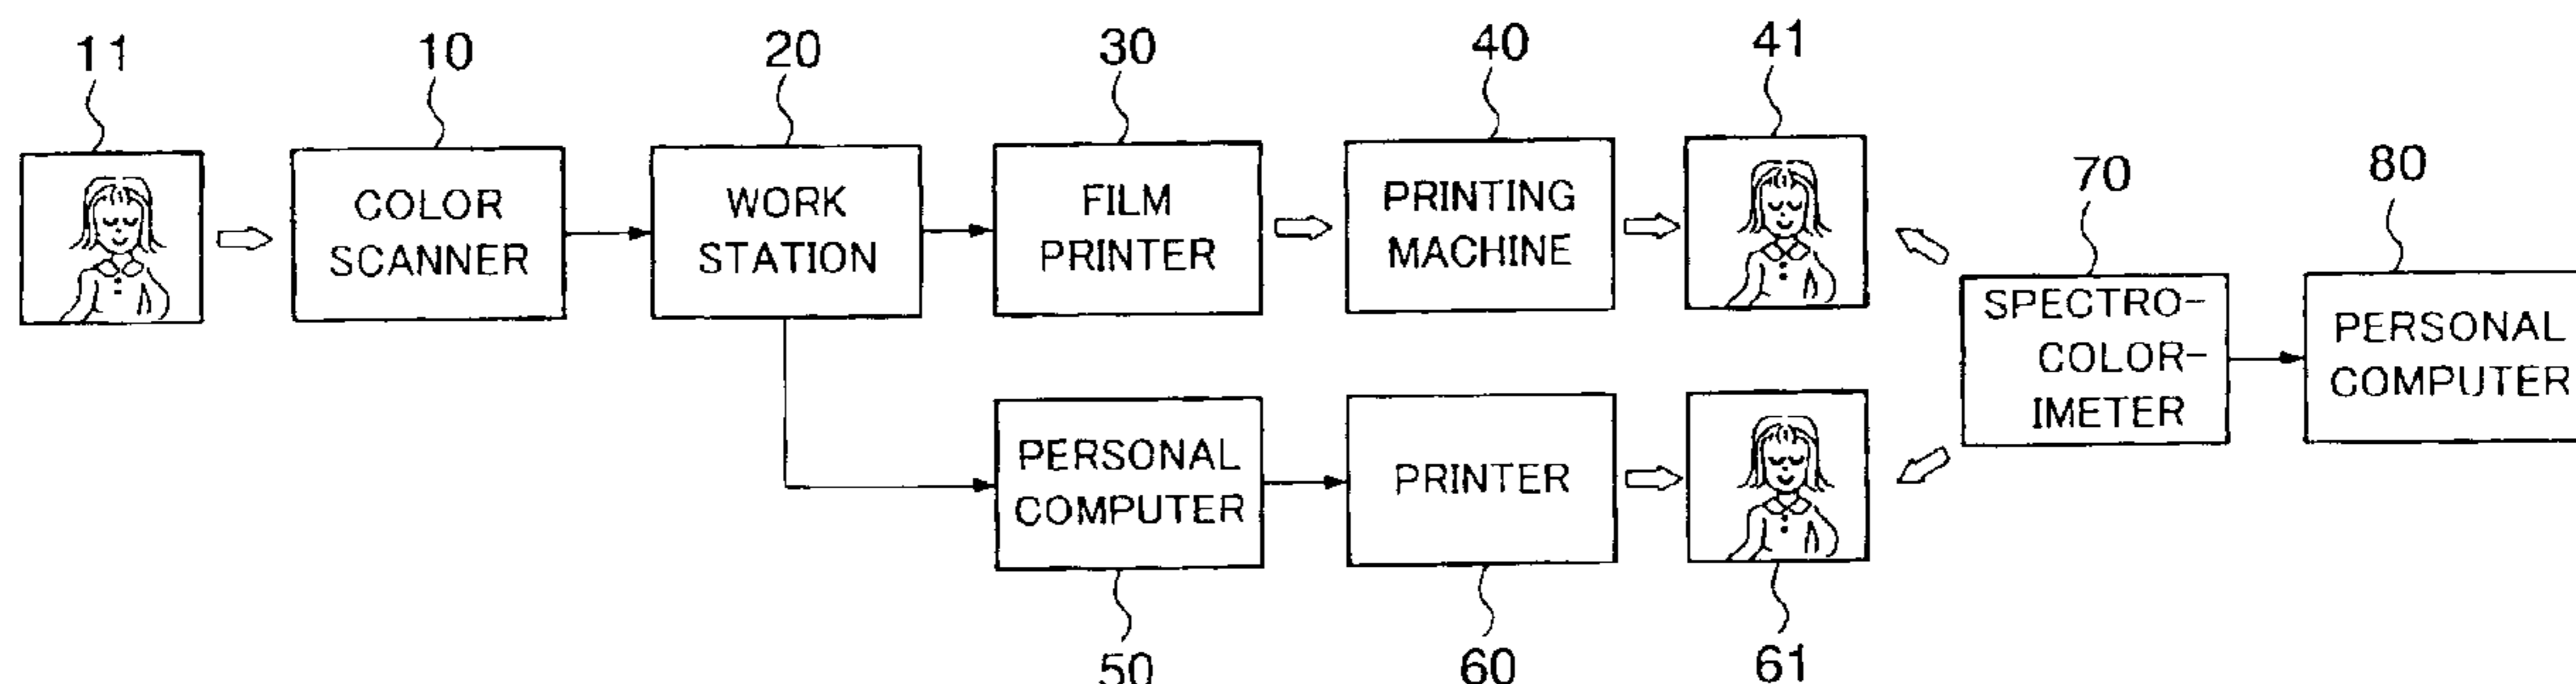 11
10
20
30
40
41
70
80
COLOR
SCANNER
WORK
STATION
FILM
PRINTER
PRINTING
MACHINE
SPECTRO-
COLOR-
IMETER
PERSONAL
COMPUTER
PERSONAL
COMPUTER
PRINTER
50
60
61